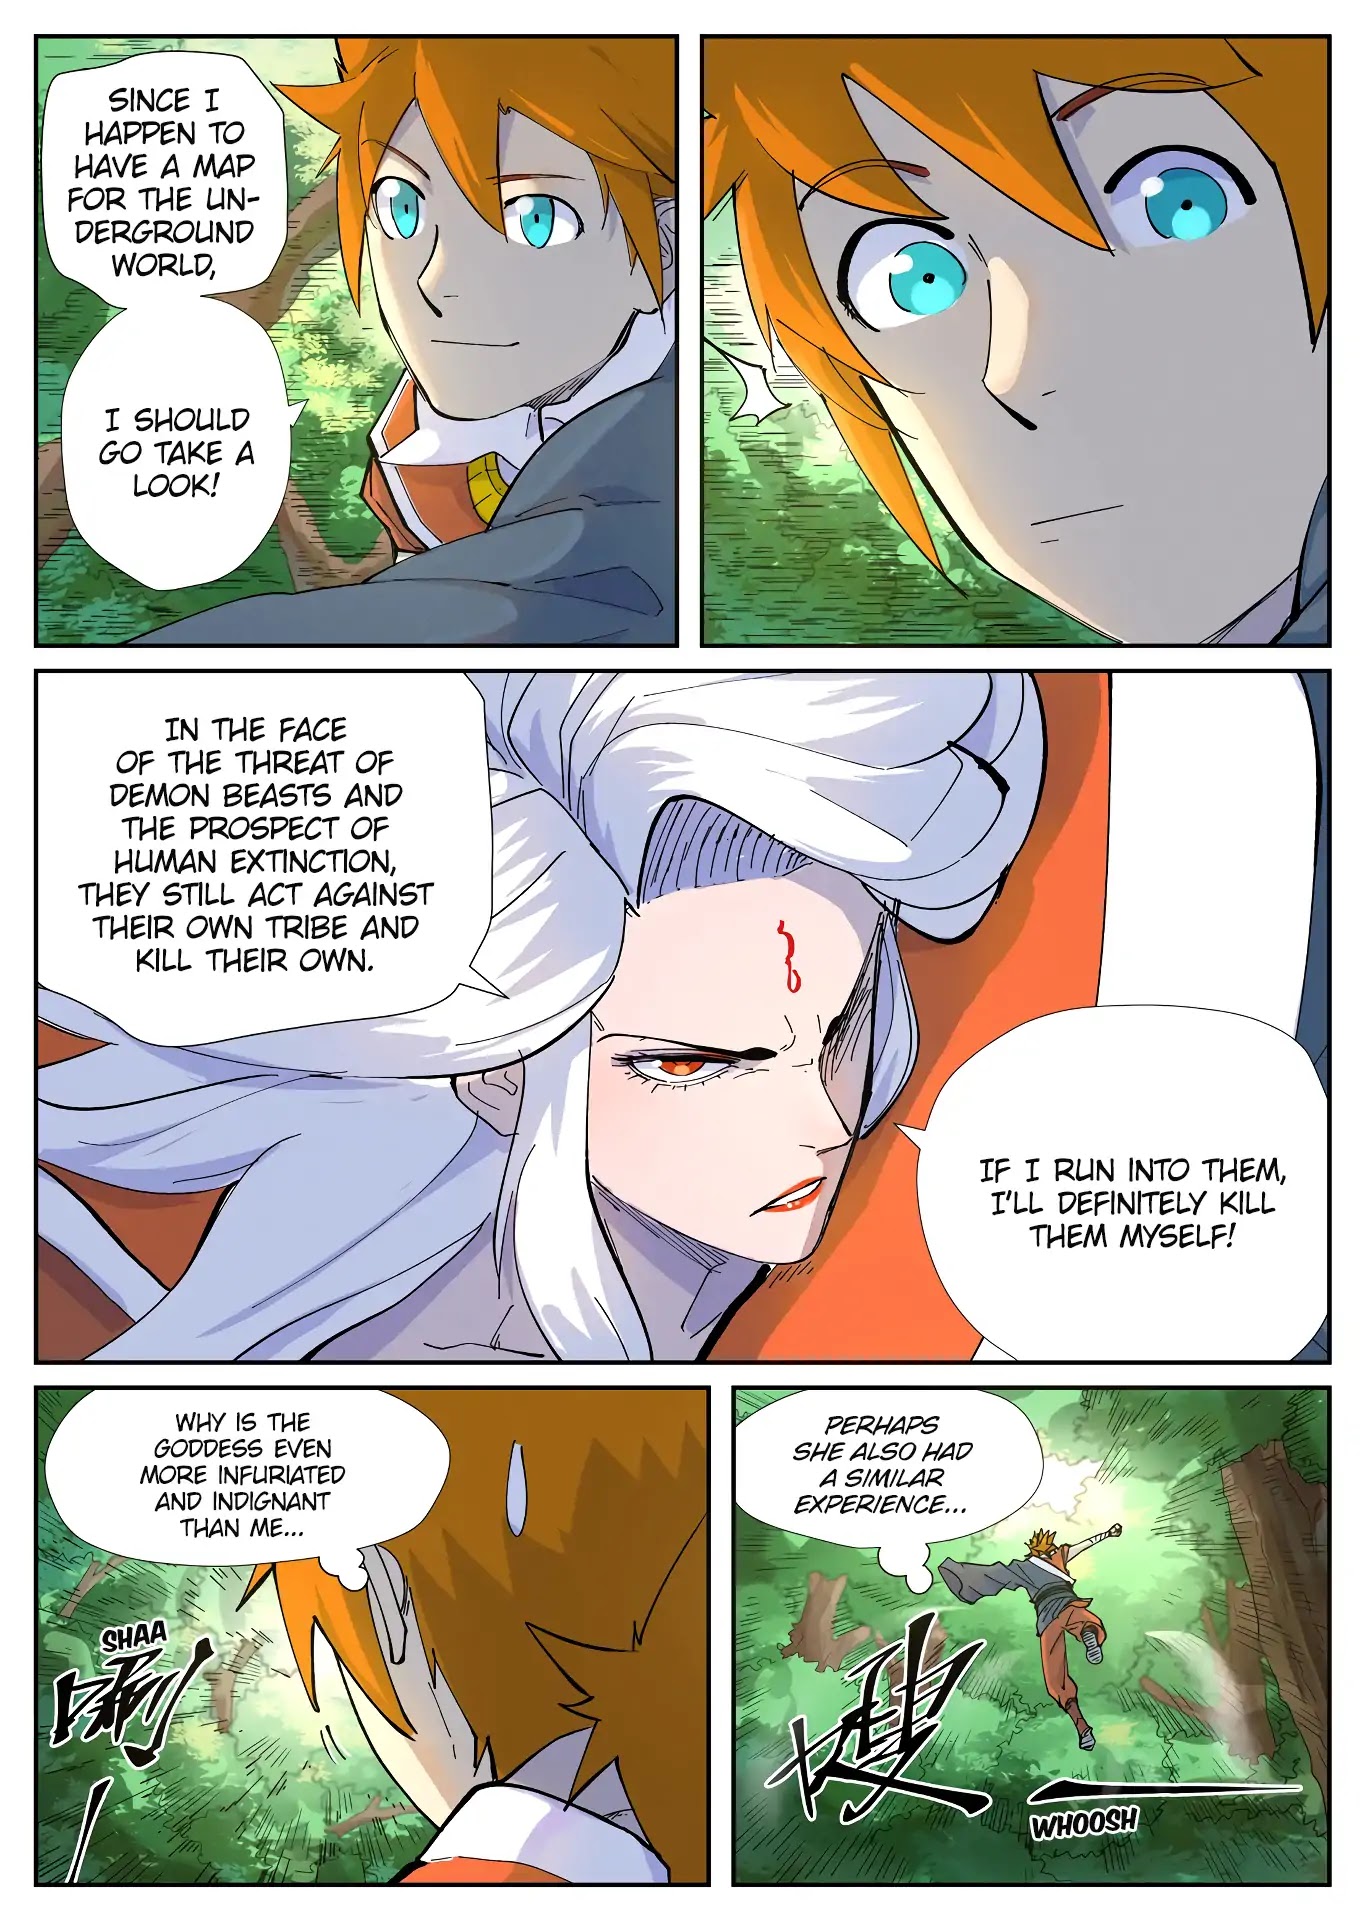 SINCE I
HAPPEN TO
HAVE A MAP
FOR THE UN-
DERGROUND
WORLD,
I SHOULD
GO TAKE A
LOOK!
IN THE FACE
OF THE THREAT OF
DEMON BEASTS AND
THE PROSPECT OF
HUMAN EXTINCTION,
THEY STILL ACT AGAINST
THEIR OWN TRIBE AND
KILL THEIR OWN.
IF I RUN INTO THEM,
I'LL DEFINITELY KILL
THEM MYSELF!
WHY IS THE
GODDESS EVEN
MORE INFURIATED
AND INDIGNANT
THAN ME...
SHAA
唰
PERHAPS
SHE ALSO HAD
A SIMILAR
EXPERIENCE...
WHOOSH